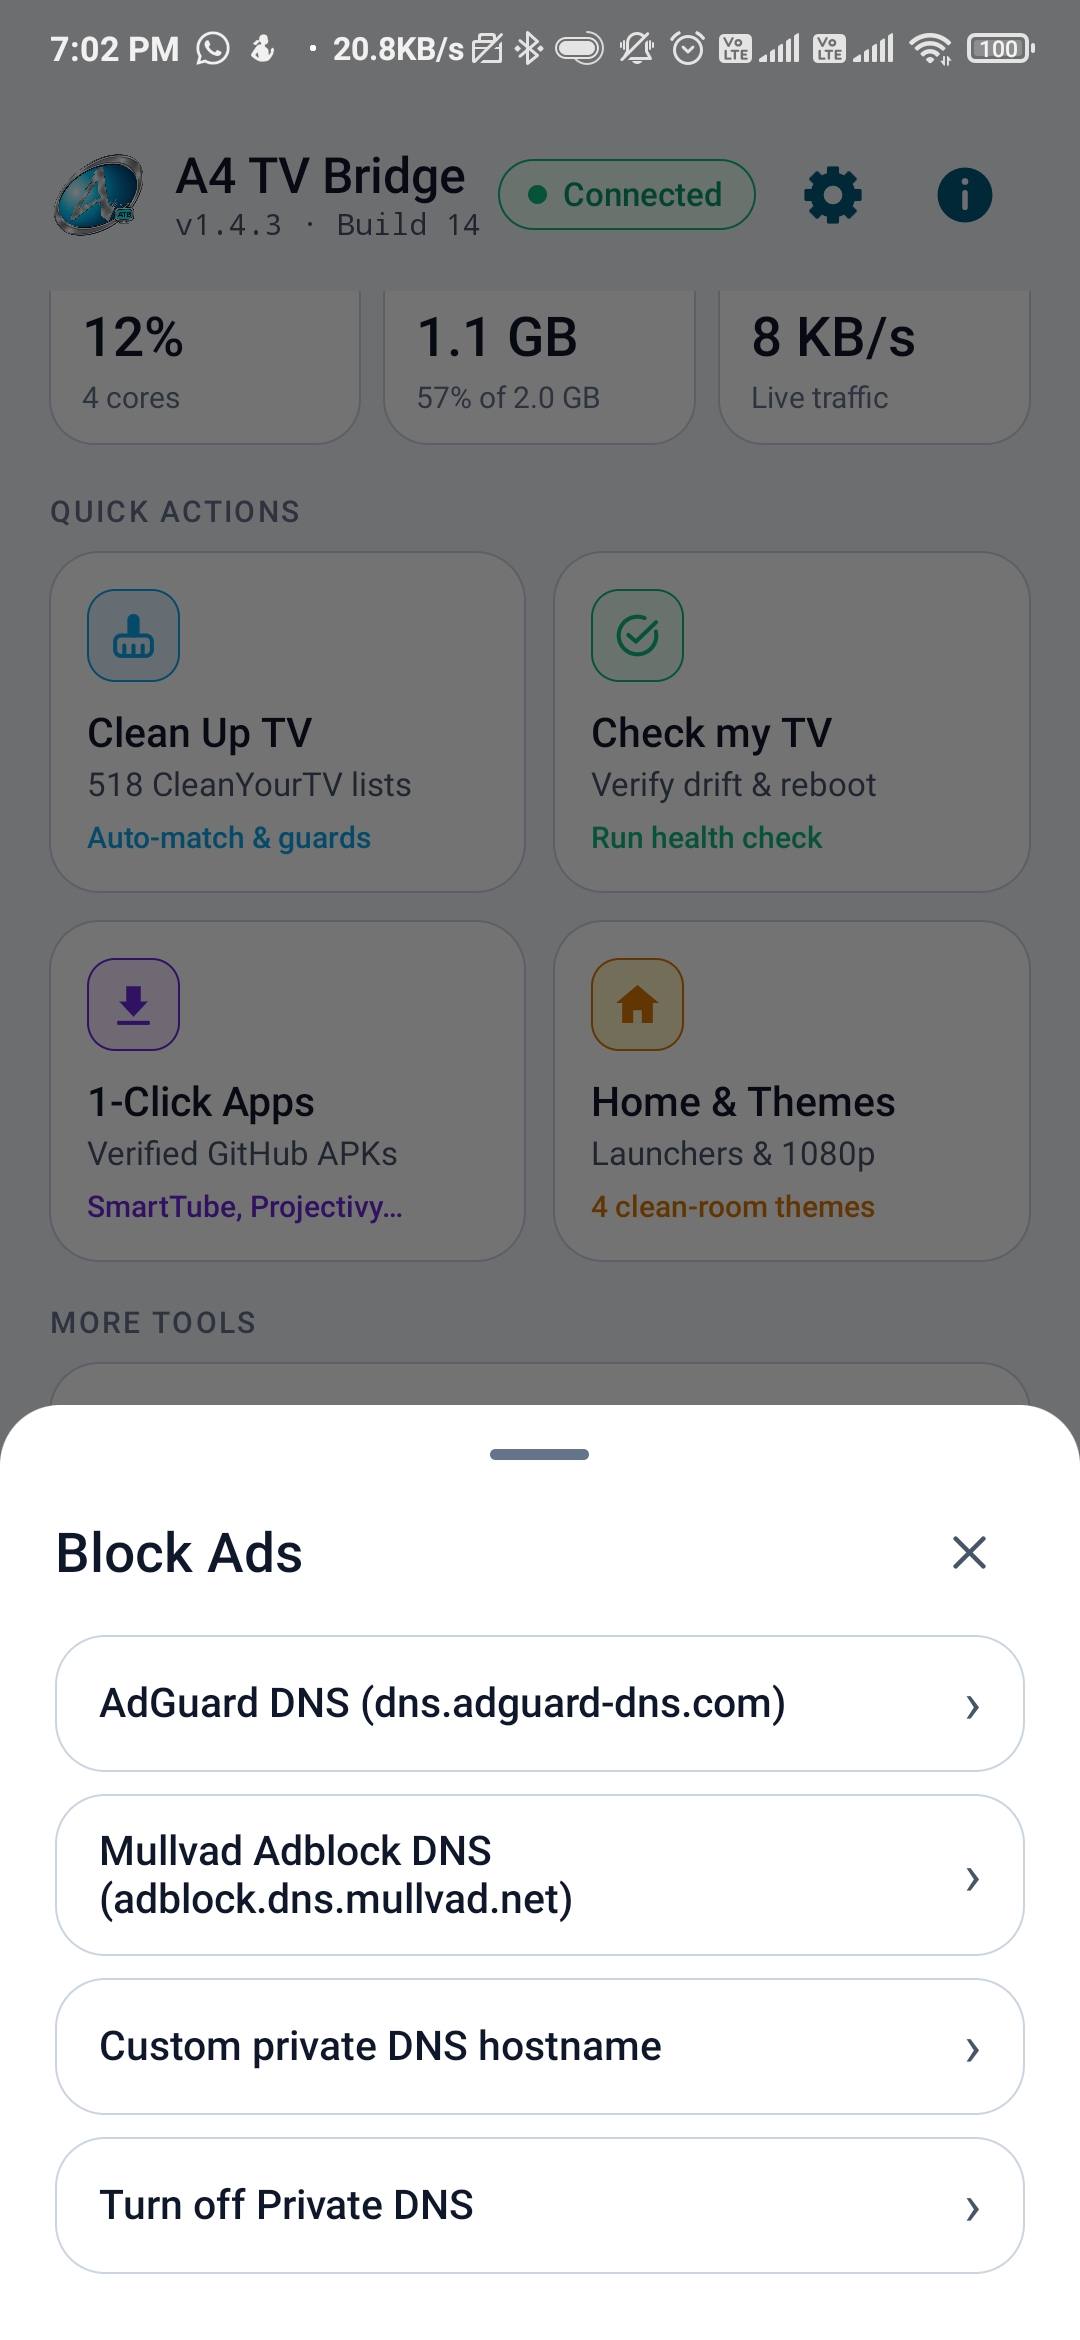 7:02 PM · 20.8KB/s Vo LTE Vo LTE 100
A4 TV Bridge
v1.4.3 · Build 14
Connected
12%
4 cores
1.1 GB
57% of 2.0 GB
8 KB/s
Live traffic
QUICK ACTIONS
Clean Up TV
518 CleanYourTV lists
Auto-match & guards
Check my TV
Verify drift & reboot
Run health check
1-Click Apps
Verified GitHub APKs
SmartTube, Projectivy…
Home & Themes
Launchers & 1080p
4 clean-room themes
MORE TOOLS
Block Ads
AdGuard DNS (dns.adguard-dns.com)
Mullvad Adblock DNS
(adblock.dns.mullvad.net)
Custom private DNS hostname
Turn off Private DNS